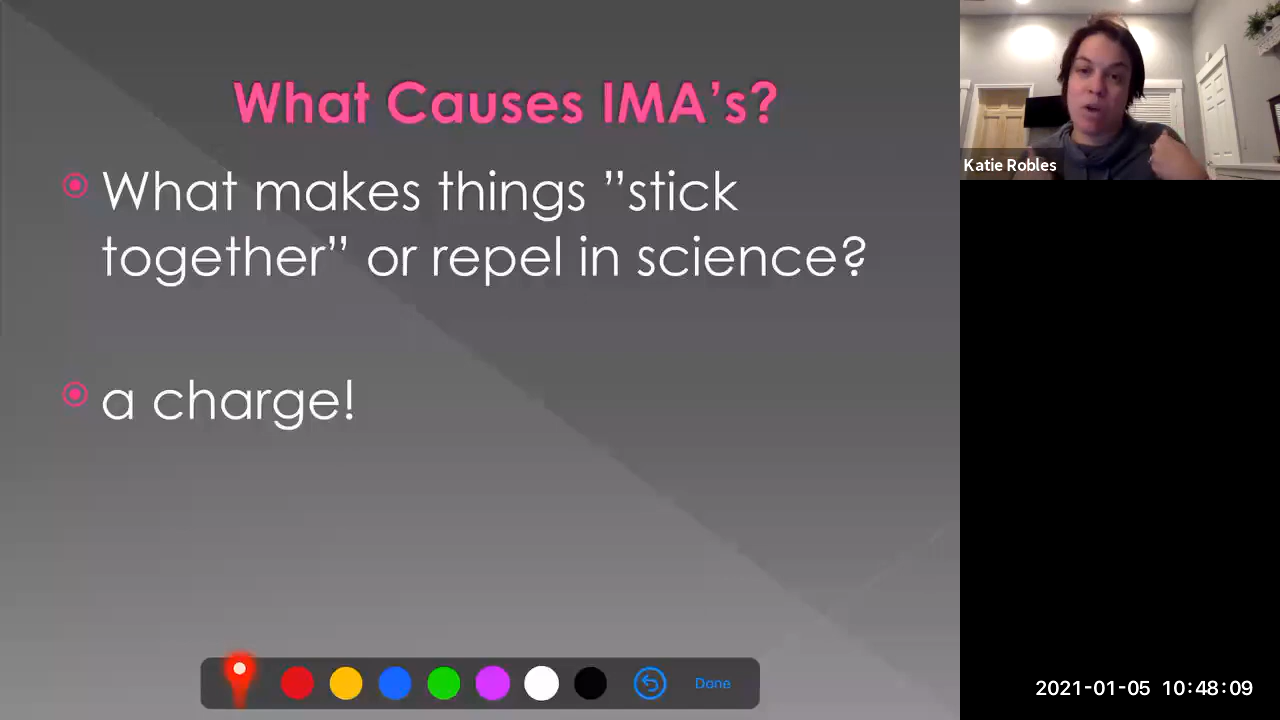 What Causes IMA's?
What makes things ”stick
together” or repel in science?
a charge!
Katie Robles
Done
2021-01-05 10:48:09